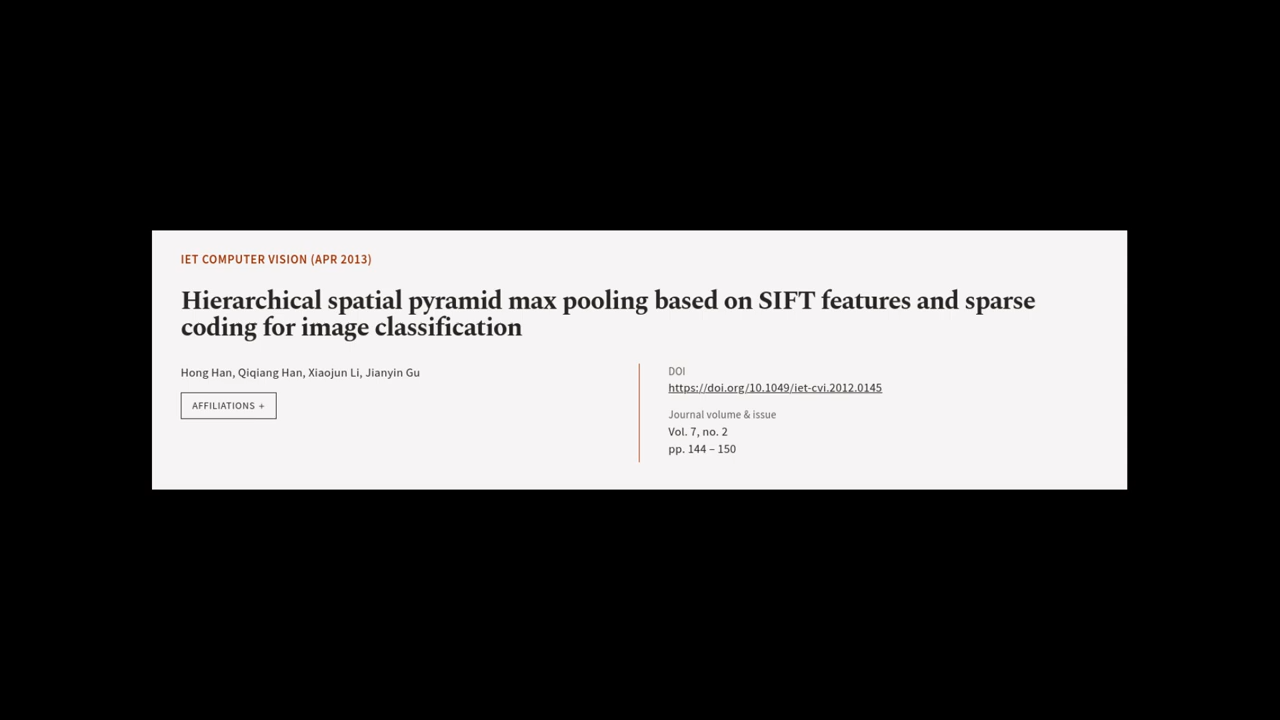 IET COMPUTER VISION (APR 2013)
Hierarchical spatial pyramid max pooling based on SIFT features and sparse
coding for image classification
Hong Han, Qiqiang Han, Xiaojun Li, Jianyin Gu
AFFILIATIONS +
DOI
https://doi.org/10.1049/iet-cvi.2012.0145
Journal volume & issue
Vol. 7, no. 2
pp. 144 – 150